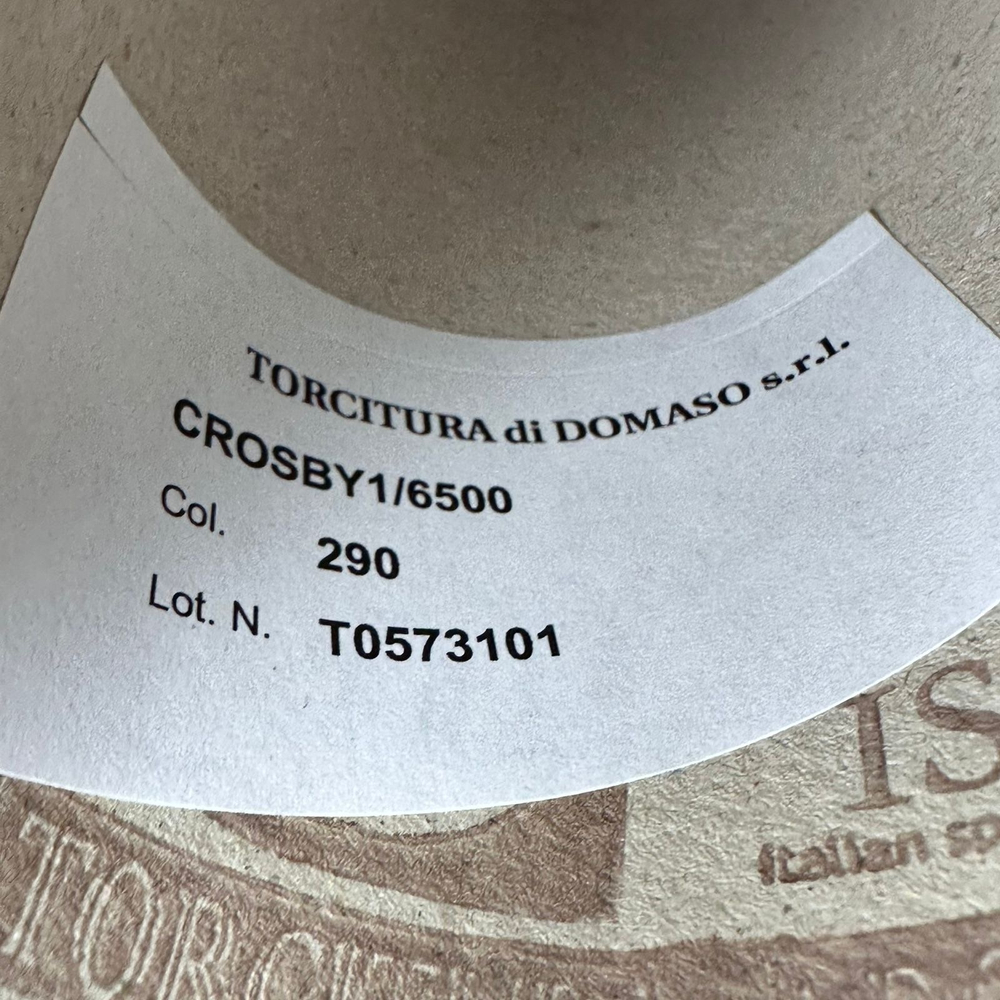 TORCITURA di DOMASO s.r.l.
CROSBY1/6500
Col. 290
Lot. N. T0573101
IS
Italian